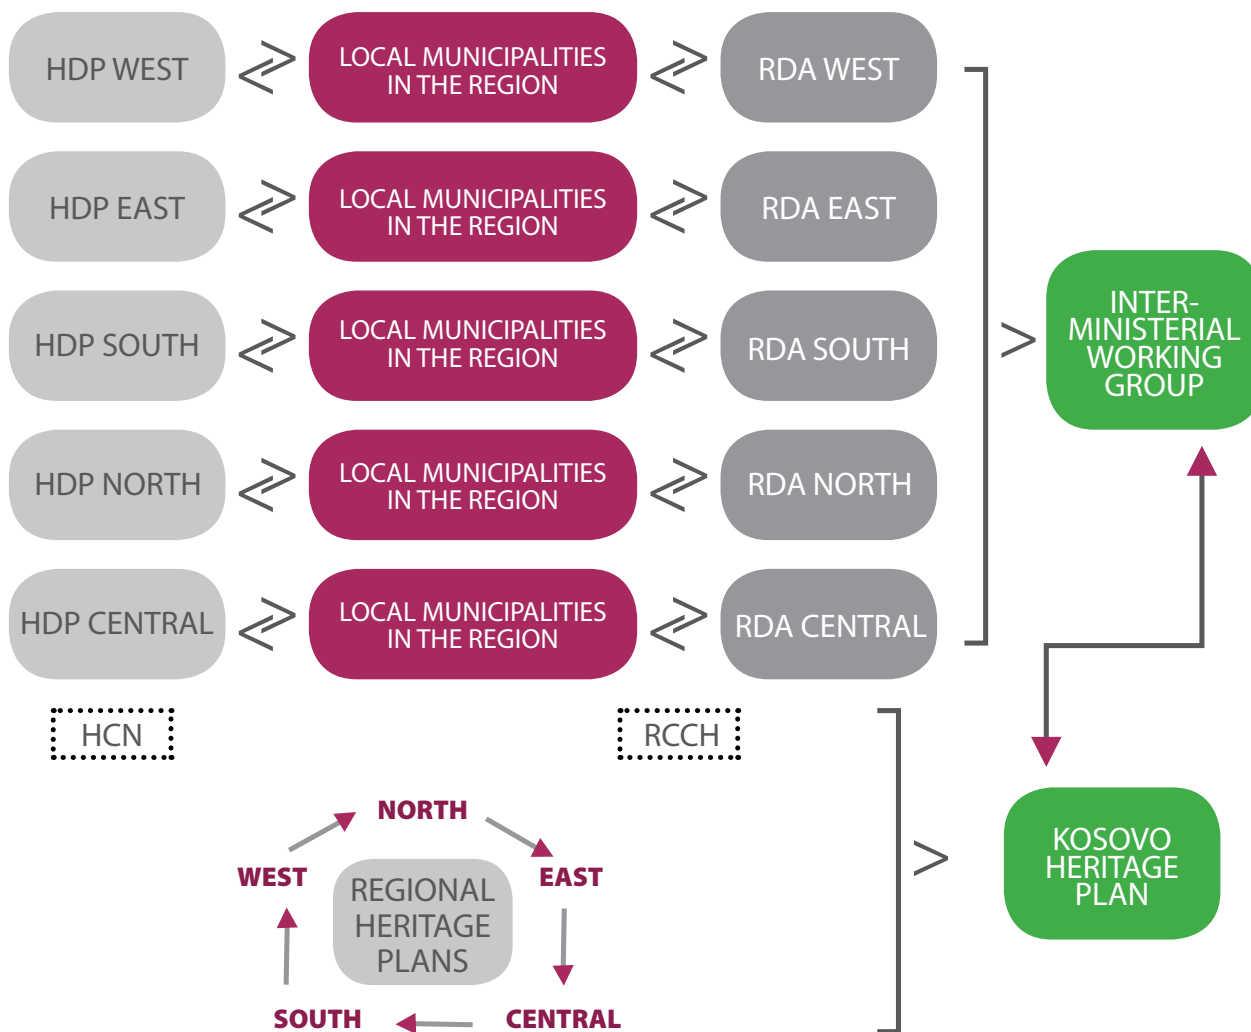 HDP WEST
LOCAL MUNICIPALITIES
IN THE REGION
RDA WEST
HDP EAST
LOCAL MUNICIPALITIES
IN THE REGION
RDA EAST
HDP SOUTH
LOCAL MUNICIPALITIES
IN THE REGION
RDA SOUTH
HDP NORTH
LOCAL MUNICIPALITIES
IN THE REGION
RDA NORTH
HDP CENTRAL
LOCAL MUNICIPALITIES
IN THE REGION
RDA CENTRAL
INTER-
MINISTERIAL
WORKING
GROUP
HCN
RCCH
NORTH
WEST
EAST
REGIONAL
HERITAGE
PLANS
SOUTH
CENTRAL
KOSOVO
HERITAGE
PLAN